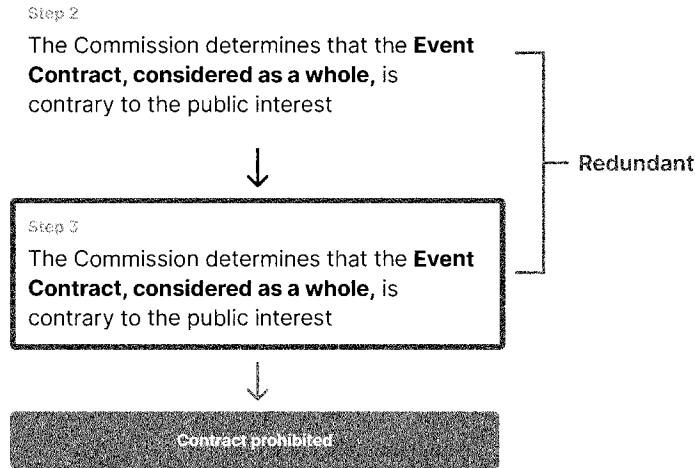 Step 2
The Commission determines that the Event
Contract, considered as a whole, is
contrary to the public interest
Redundant
Step 3
The Commission determines that the Event
Contract, considered as a whole, is
contrary to the public interest
Contract prohibited